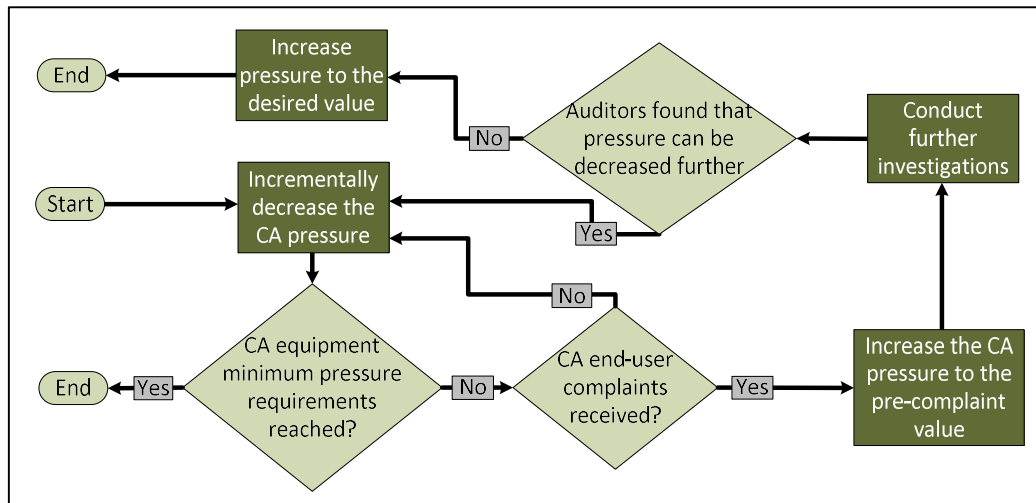 End
Increase
pressure to the
desired value
No
Auditors found that
pressure can be
decreased further
Conduct
further
investigations
Start
Incrementally
decrease the
CA pressure
Yes
No
End
Yes
CA equipment
minimum pressure
requirements
reached?
No
CA end-user
complaints
received?
Yes
Increase the CA
pressure to the
pre-complaint
value